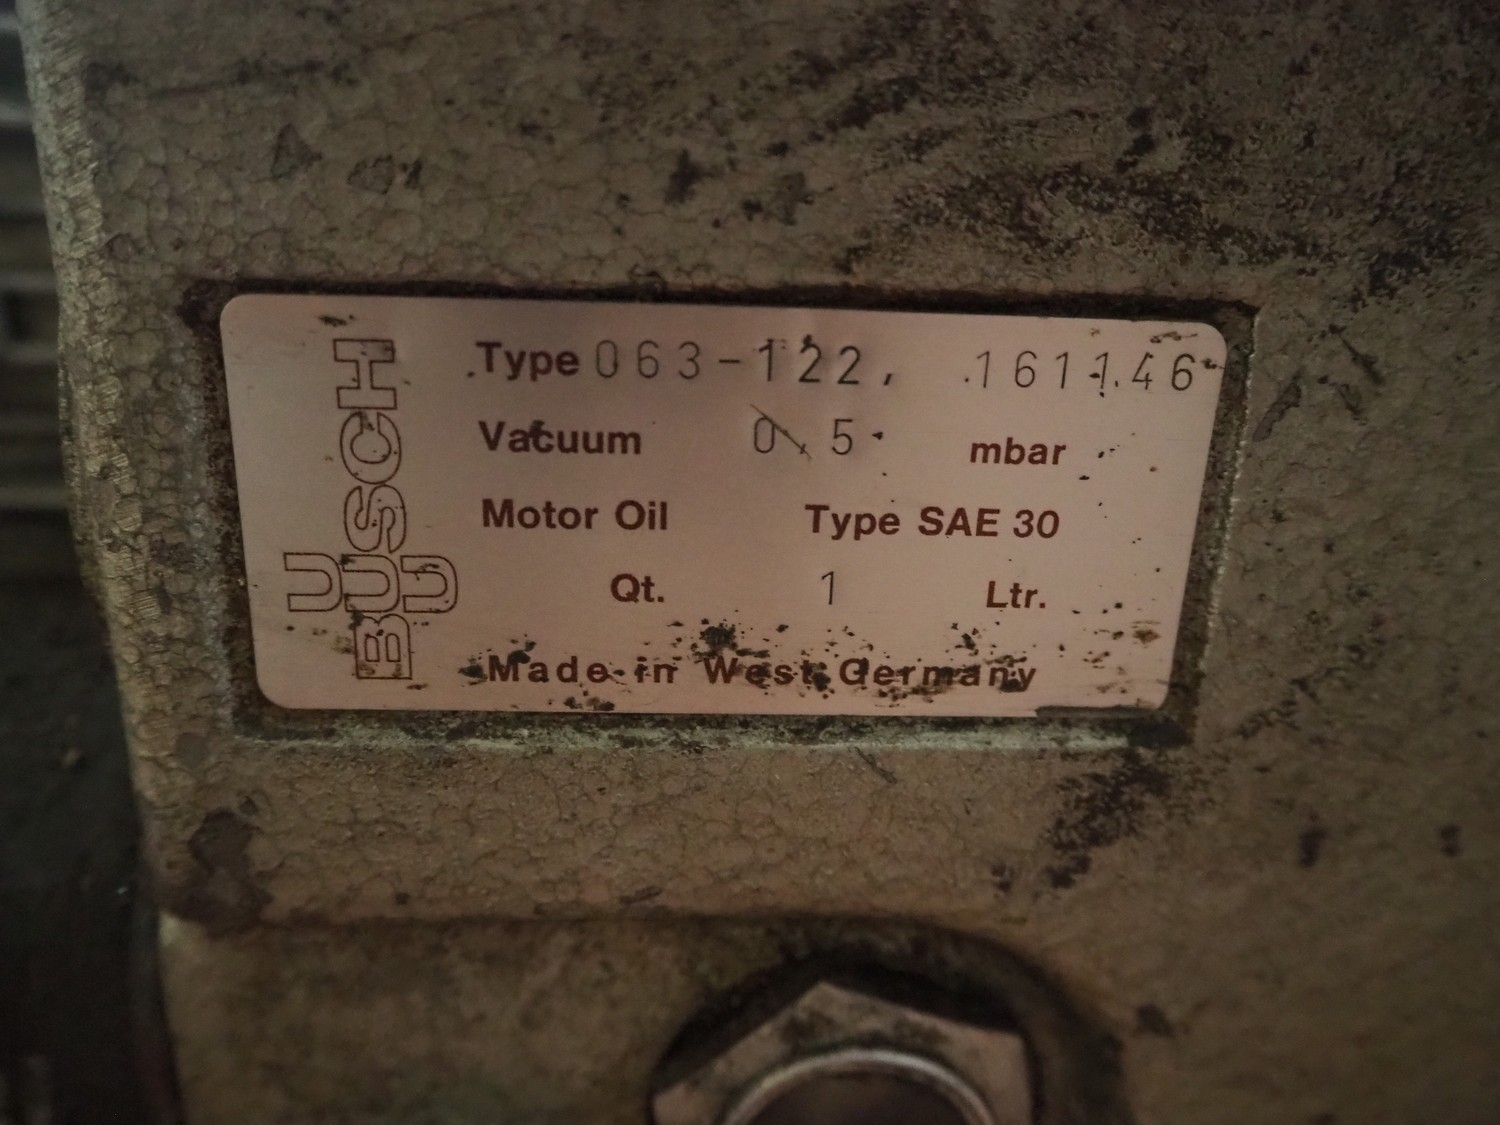 BUSCH
Type 063-122, 161146
Vacuum 0,5 mbar
Motor Oil Type SAE 30
Qt. 1 Ltr.
Made in West Germany